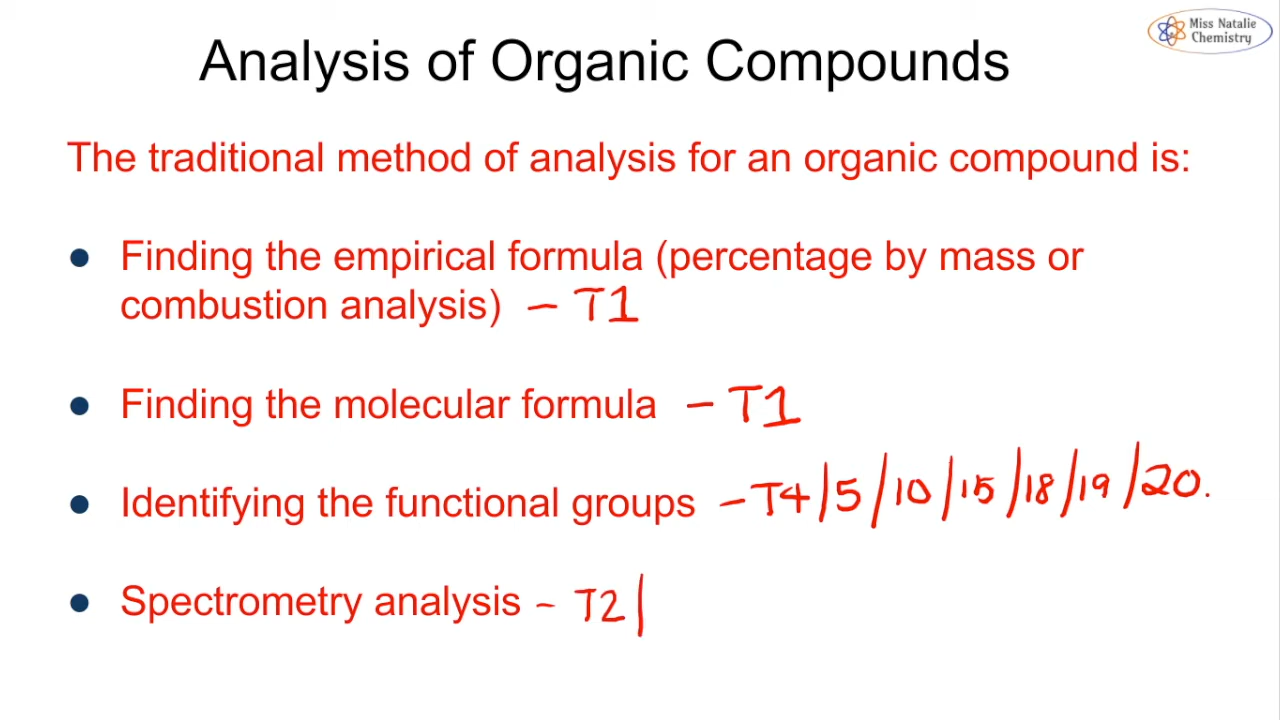 Miss Natalie
Chemistry
Analysis of Organic Compounds
The traditional method of analysis for an organic compound is:
● Finding the empirical formula (percentage by mass or
combustion analysis) - T1
● Finding the molecular formula - T1
● Identifying the functional groups - T4/5/10/15/18/19/20.
● Spectrometry analysis - T2/